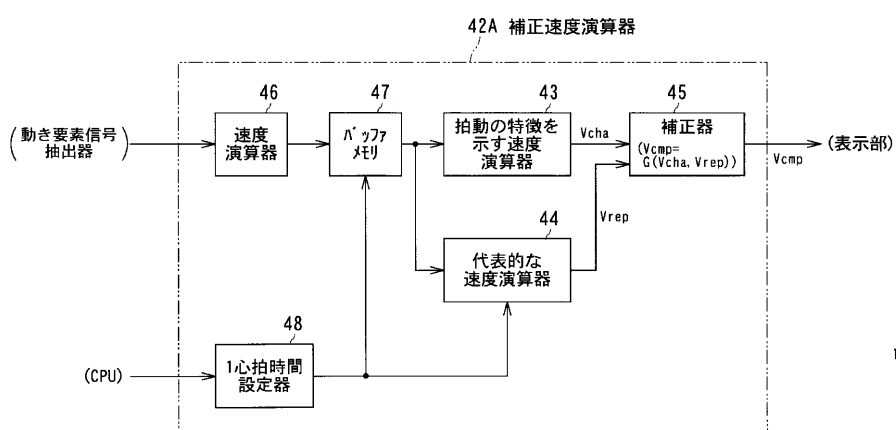 42A 補正速度演算器
46
47
43
45
(動き要素信号
抽出器)
速度
演算器
バッファ
メモリ
拍動の特徴を
示す速度
演算器
Vcha
補正器
(Vcmp=
G(Vcha, Vrep))
Vcmp
(表示部)
Vrep
44
代表的な
速度演算器
48
(CPU)
1心拍時間
設定器